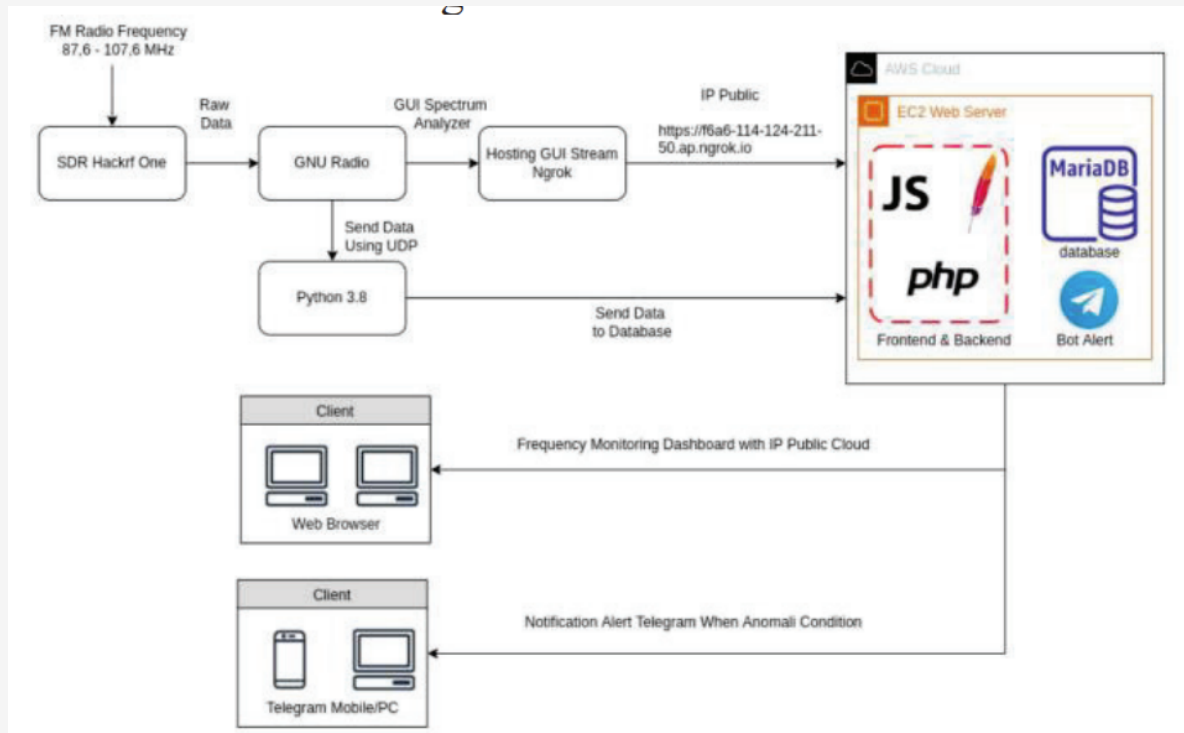 FM Radio Frequency
87,6 - 107,6 MHz
SDR Hackrf One
Raw
Data
GNU Radio
GUI Spectrum
Analyzer
Hosting GUI Stream
Ngrok
IP Public
https://f6a6-114-124-211-
50.ap.ngrok.io
Send Data
Using UDP
Python 3.8
Send Data
to Database
AWS Cloud
EC2 Web Server
JS
php
Frontend & Backend
MariaDB
database
Bot Alert
Client
Web Browser
Frequency Monitoring Dashboard with IP Public Cloud
Client
Telegram Mobile/PC
Notification Alert Telegram When Anomali Condition